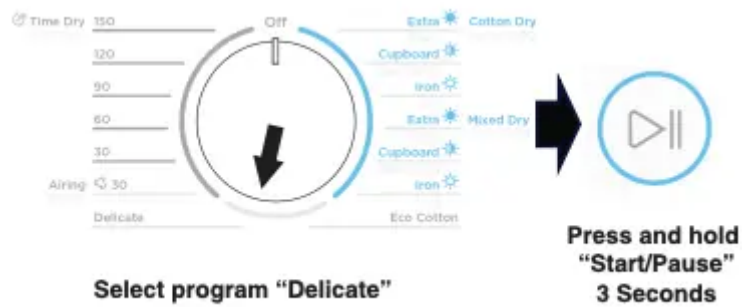 Time Dry 150 Off Extra Cotton Dry
120 Cupboard
90 Iron
60 Extra Mixed Dry
30 Cupboard
Airing 30 Iron
Delicate Eco Cotton
Press and hold
"Start/Pause"
Select program "Delicate" 3 Seconds